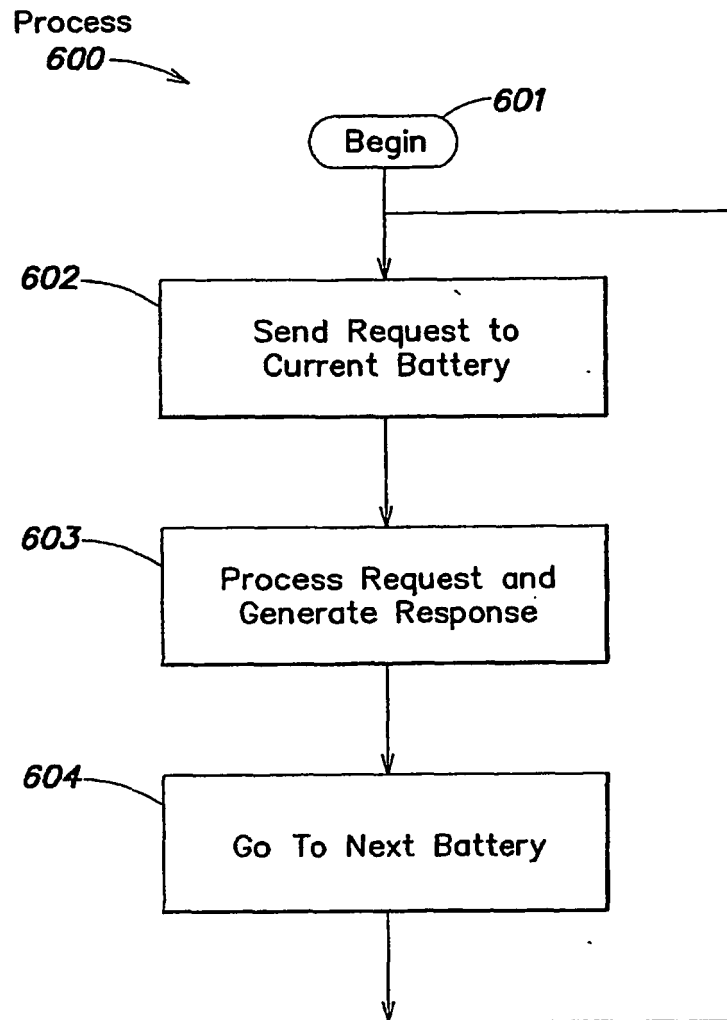 Process
600
601
Begin
602
Send Request to
Current Battery
603
Process Request and
Generate Response
604
Go To Next Battery